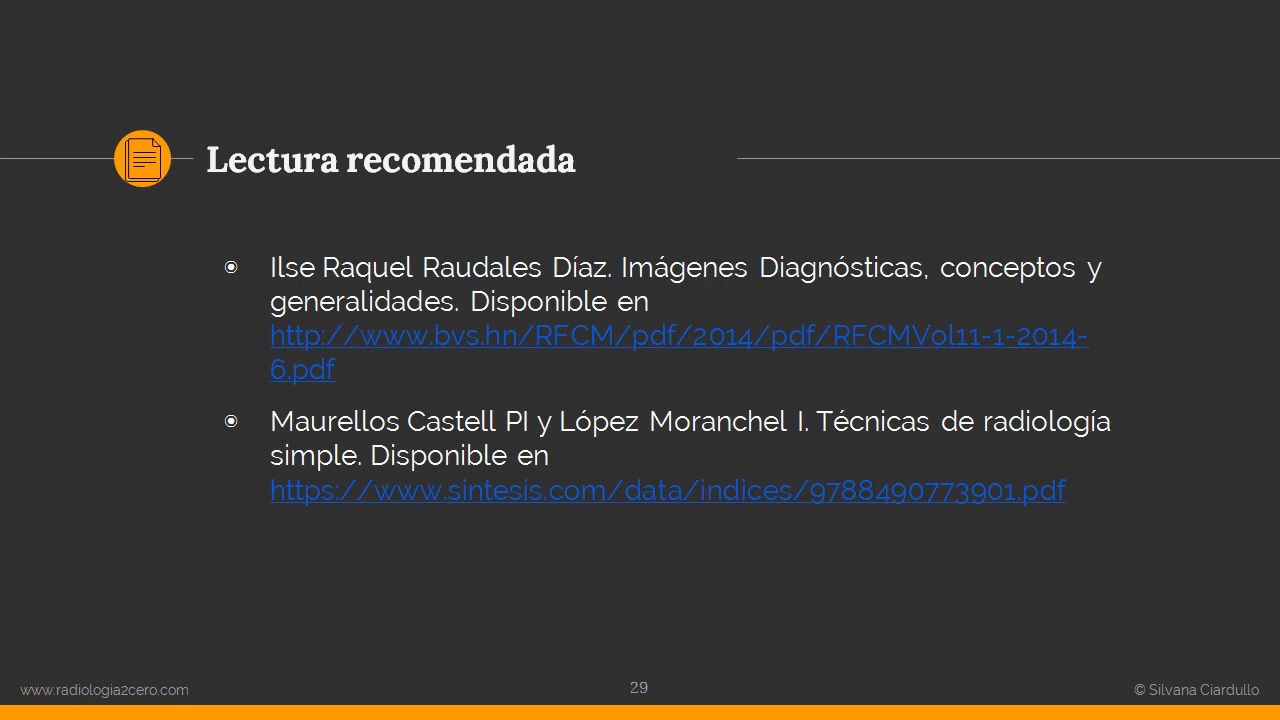 Lectura recomendada
Ilse Raquel Raudales Díaz. Imágenes Diagnósticas, conceptos y
generalidades. Disponible en
http://www.bvs.hn/RFCM/pdf/2014/pdf/RFCMVol11-1-2014-
6.pdf
Maurellos Castell PI y López Moranchel I. Técnicas de radiología
simple. Disponible en
https://www.sintesis.com/data/indices/9788490773901.pdf
www.radiologia2cero.com
29
© Silvana Ciardullo